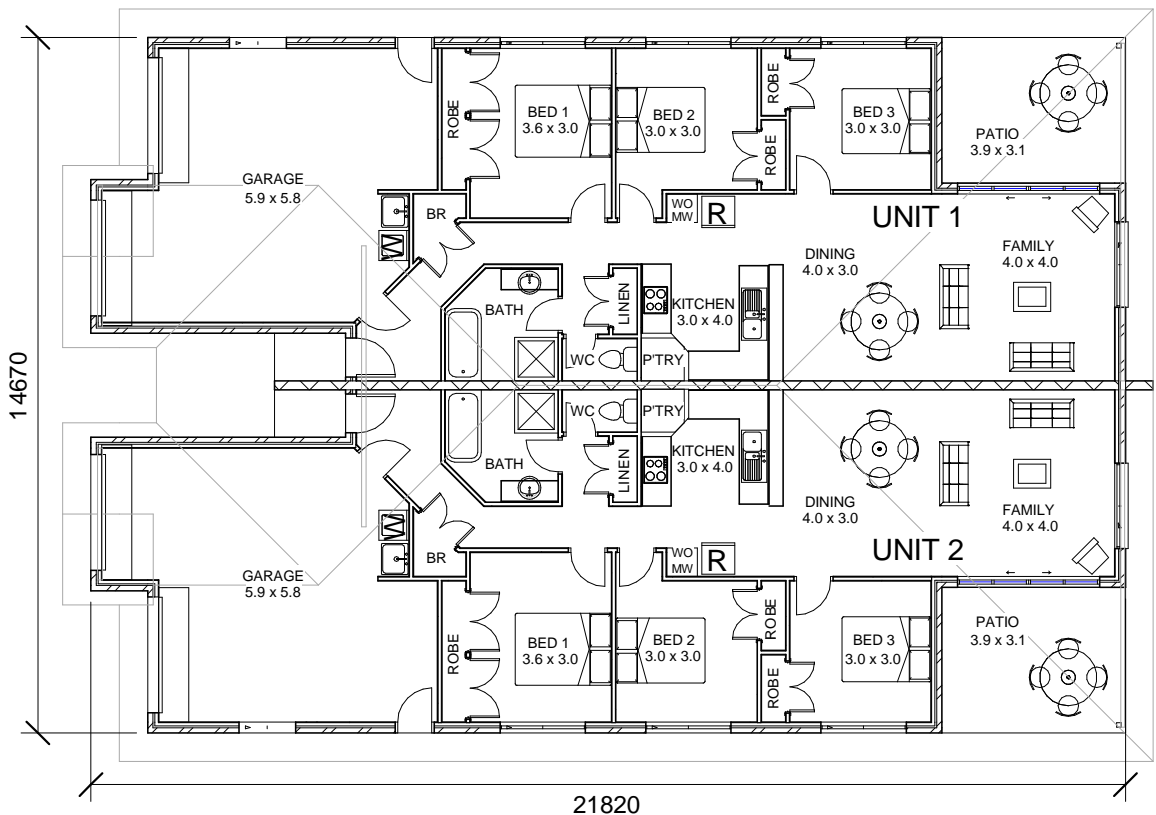 ROBE
BED 1
3.6 x 3.0
BED 2
3.0 x 3.0
ROBE
ROBE
BED 3
3.0 x 3.0
PATIO
3.9 x 3.1
GARAGE
5.9 x 5.8
BR
W
WO
MW
R
UNIT 1
DINING
4.0 x 3.0
FAMILY
4.0 x 4.0
BATH
LINEN
KITCHEN
3.0 x 4.0
WC
P'TRY
14670
WC
P'TRY
BATH
LINEN
KITCHEN
3.0 x 4.0
DINING
4.0 x 3.0
FAMILY
4.0 x 4.0
W
BR
WO
MW
R
UNIT 2
GARAGE
5.9 x 5.8
ROBE
BED 1
3.6 x 3.0
BED 2
3.0 x 3.0
ROBE
ROBE
BED 3
3.0 x 3.0
PATIO
3.9 x 3.1
21820